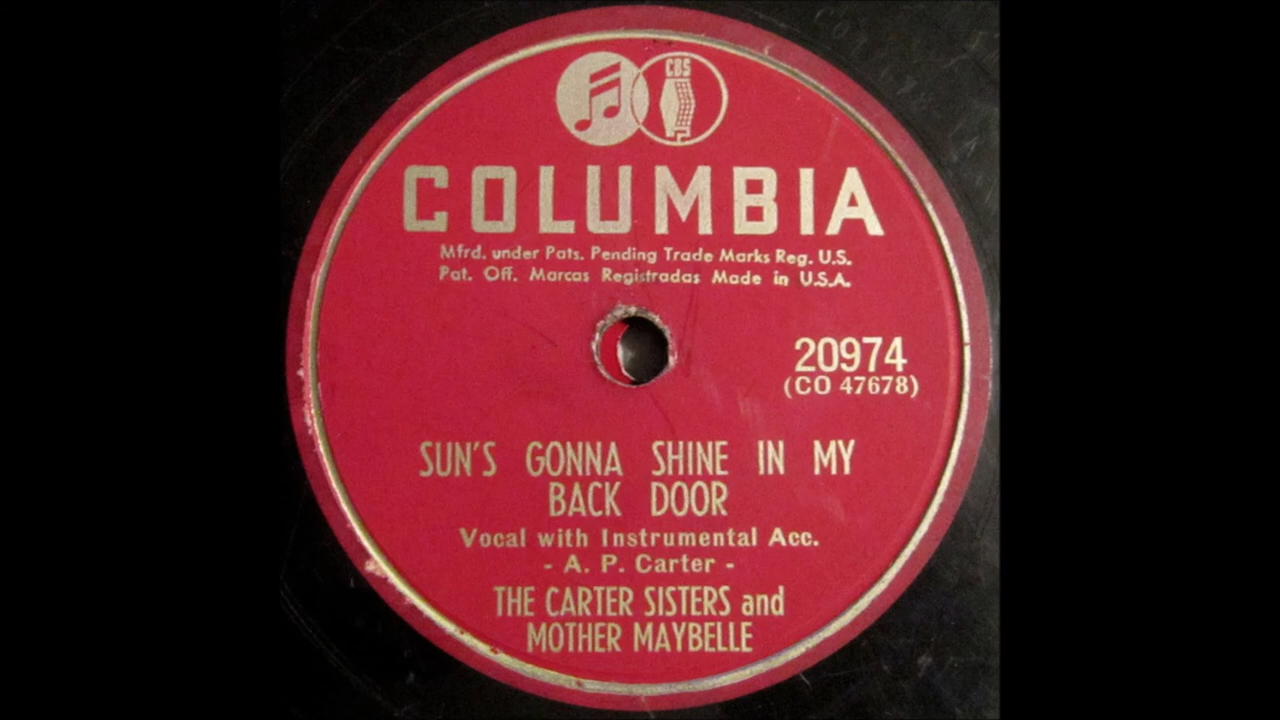 CBS
COLUMBIA
Mfrd. under Pats. Pending Trade Marks Reg. U.S.
Pat. Off. Marcas Registradas Made in U.S.A.
20974
(CO 47678)
SUN'S GONNA SHINE IN MY
BACK DOOR
Vocal with Instrumental Acc.
- A. P. Carter -
THE CARTER SISTERS and
MOTHER MAYBELLE